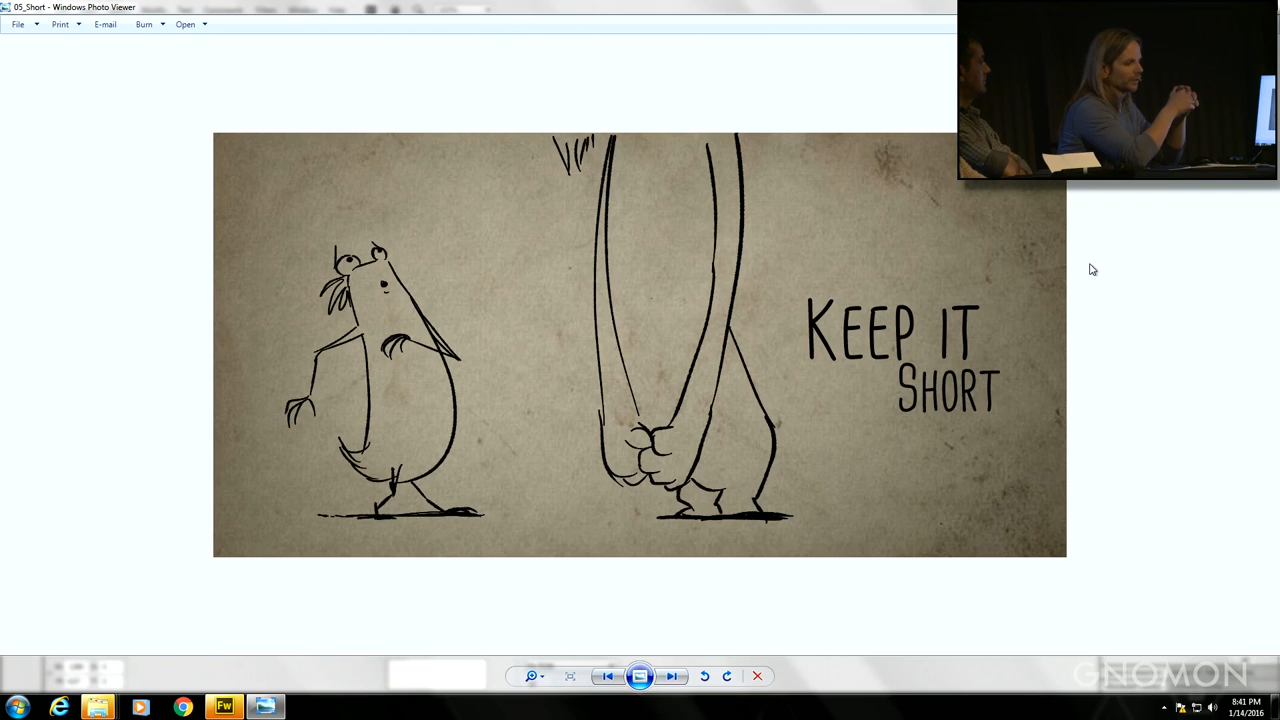 05_Short - Windows Photo Viewer
File Print E-mail Burn Open
KEEP IT
SHORT
GNOMON
Fw
8:41 PM
1/14/2016